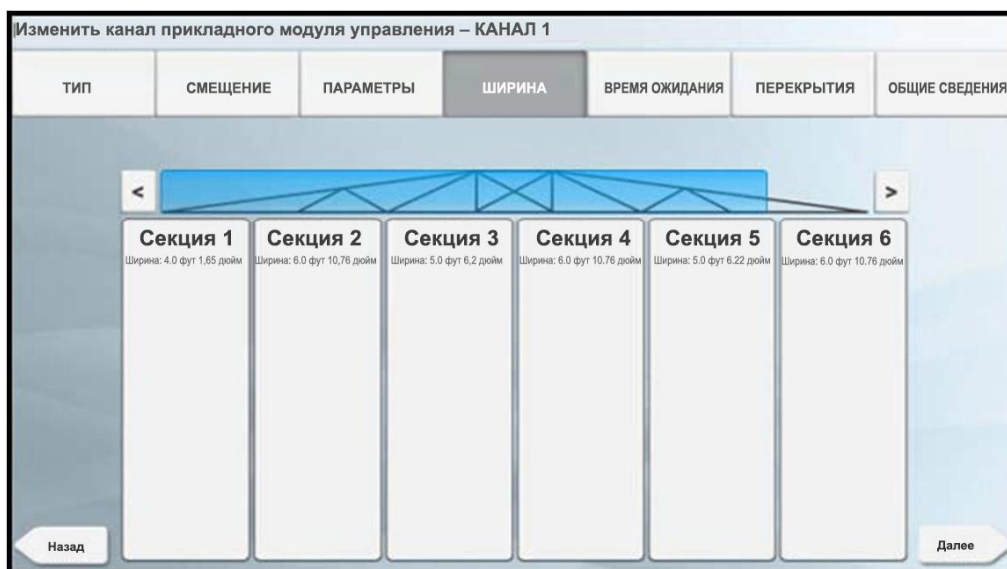 Изменить канал прикладного модуля управления – КАНАЛ 1
ТИП
СМЕЩЕНИЕ
ПАРАМЕТРЫ
ШИРИНА
ВРЕМЯ ОЖИДАНИЯ
ПЕРЕКРЫТИЯ
ОБЩИЕ СВЕДЕНИЯ
<
>
Секция 1
Ширина: 4.0 фут 1,65 дюйм
Секция 2
Ширина: 6.0 фут 10,76 дюйм
Секция 3
Ширина: 5.0 фут 6,2 дюйм
Секция 4
Ширина: 6.0 фут 10.76 дюйм
Секция 5
Ширина: 5.0 фут 6.22 дюйм
Секция 6
Ширина: 6.0 фут 10.76 дюйм
Назад
Далее